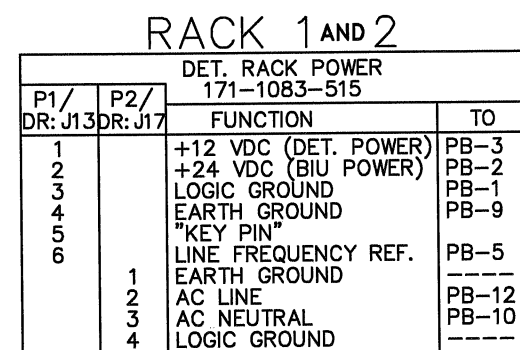 RACK 1 AND 2
DET. RACK POWER
171-1083-515
P1/ DR: J13 P2/ DR: J17 FUNCTION TO
1 +12 VDC (DET. POWER) PB-3
2 +24 VDC (BIU POWER) PB-2
3 LOGIC GROUND PB-1
4 EARTH GROUND PB-9
5 "KEY PIN"
6 LINE FREQUENCY REF. PB-5
1 EARTH GROUND ----
2 AC LINE PB-12
3 AC NEUTRAL PB-10
4 LOGIC GROUND ----